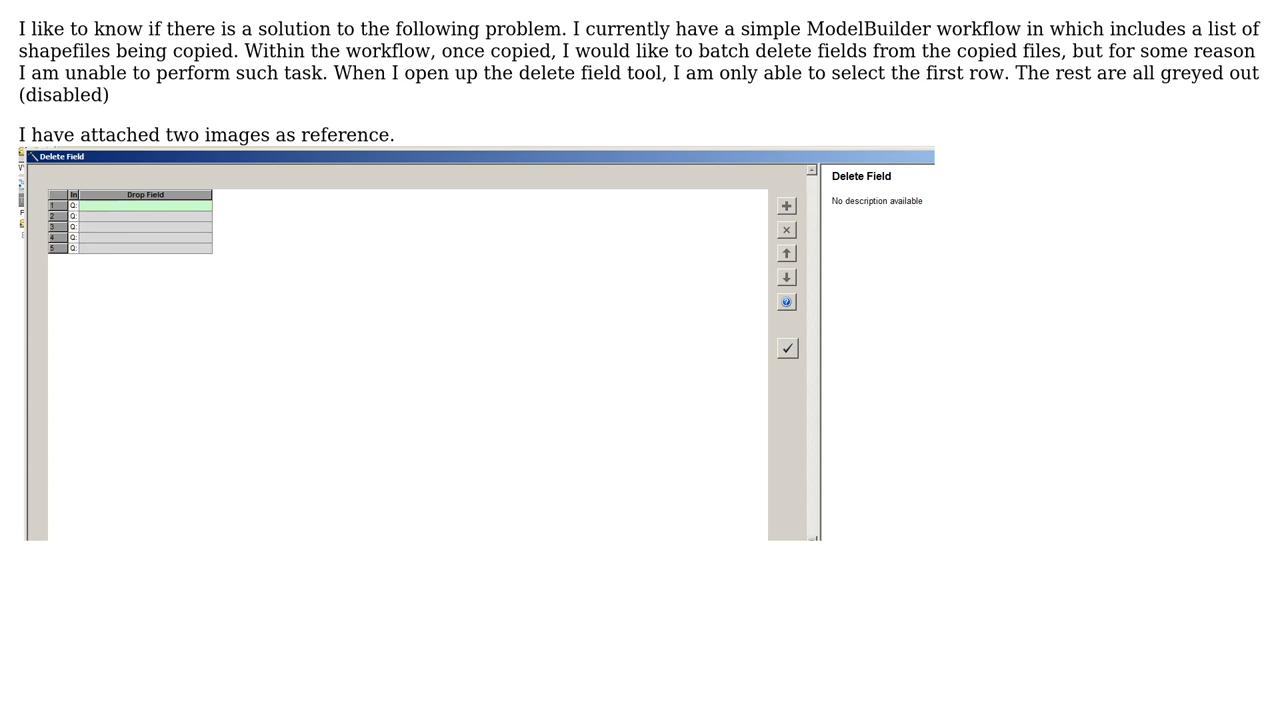 I like to know if there is a solution to the following problem. I currently have a simple ModelBuilder workflow in which includes a list of
shapefiles being copied. Within the workflow, once copied, I would like to batch delete fields from the copied files, but for some reason
I am unable to perform such task. When I open up the delete field tool, I am only able to select the first row. The rest are all greyed out
(disabled)
I have attached two images as reference.
Delete Field
Delete Field
No description available
In Drop Field
1 Q:
2 Q:
3 Q:
4 Q:
5 Q: